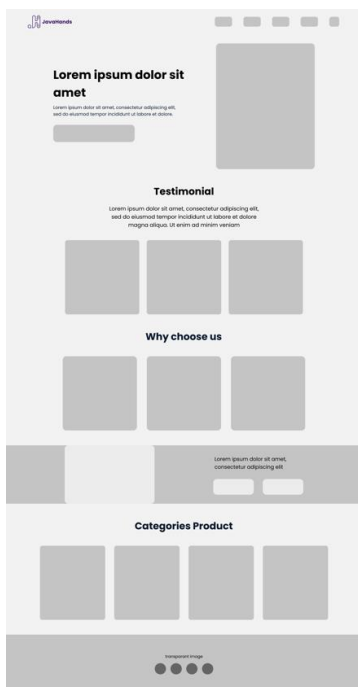 JavaHands
Lorem ipsum dolor sit
amet
Lorem ipsum dolor sit amet, consectetur adipiscing elit,
sed do eiusmod tempor incididunt ut labore et dolore.
Testimonial
Lorem ipsum dolor sit amet, consectetur adipiscing elit,
sed do eiusmod tempor incididunt ut labore et dolore
magna aliqua. Ut enim ad minim veniam
Why choose us
Lorem ipsum dolor sit amet,
consectetur adipiscing elit
Categories Product
Transparent Image